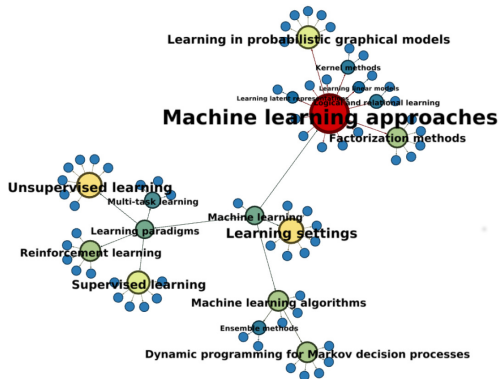 Learning in probabilistic graphical models
Kernel methods
Learning linear models
Learning latent representations
Logical and relational learning
Machine learning approaches
Factorization methods
Unsupervised learning
Multi-task learning
Machine learning
Learning paradigms
Learning settings
Reinforcement learning
Supervised learning
Machine learning algorithms
Ensemble methods
Dynamic programming for Markov decision processes